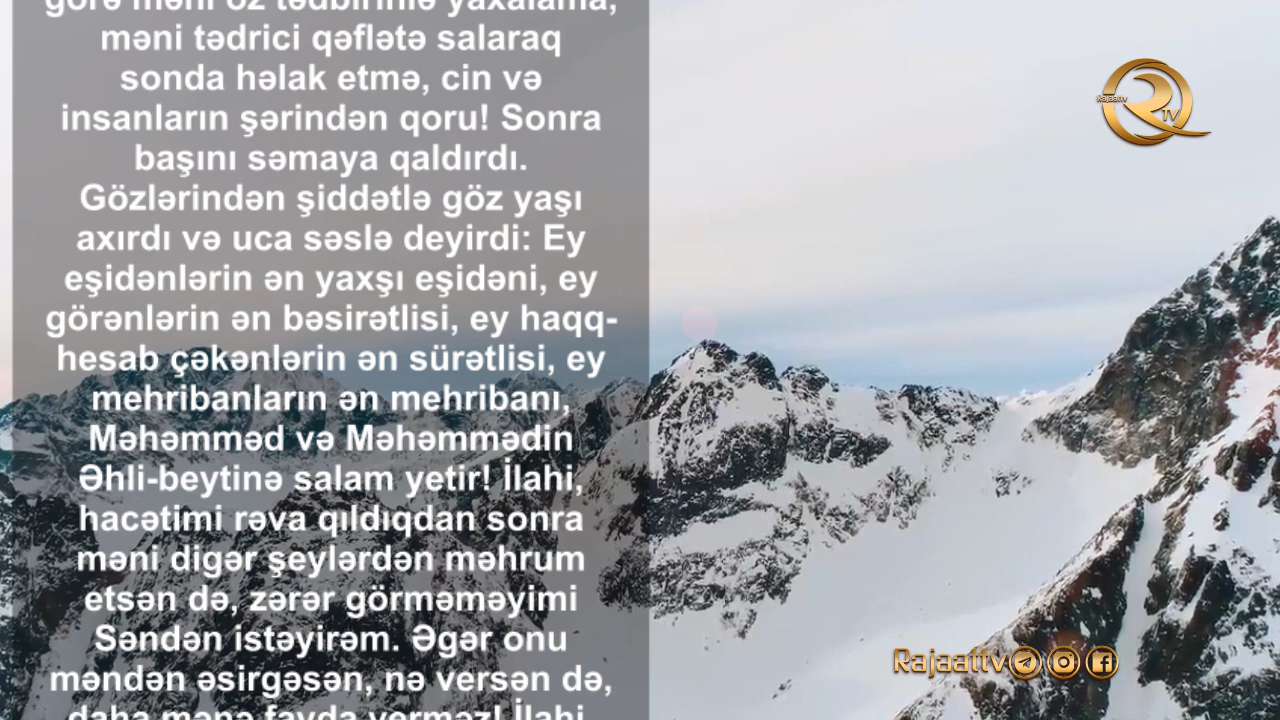 görə məni öz tədbirinlə yaxalama,
məni tədrici qəflətə salaraq
sonda həlak etmə, cin və
insanların şərindən qoru! Sonra
başını səmaya qaldırdı.
Gözlərindən şiddətlə göz yaşı
axırdı və uca səslə deyirdi: Ey
eşidənlərin ən yaxşı eşidəni, ey
görənlərin ən bəsirətlisi, ey haqq-
hesab çəkənlərin ən sürətlisi, ey
mehribanların ən mehribanı,
Məhəmməd və Məhəmmədin
Əhli-beytinə salam yetir! İlahi,
hacətimi rəva qıldıqdan sonra
məni digər şeylərdən məhrum
etsən də, zərər görməməyimi
Səndən istəyirəm. Əgər onu
məndən əsirgəsən, nə versən də,
daha mənə fayda verməz! İlahi
Rajaattv
TV
Rajaattv